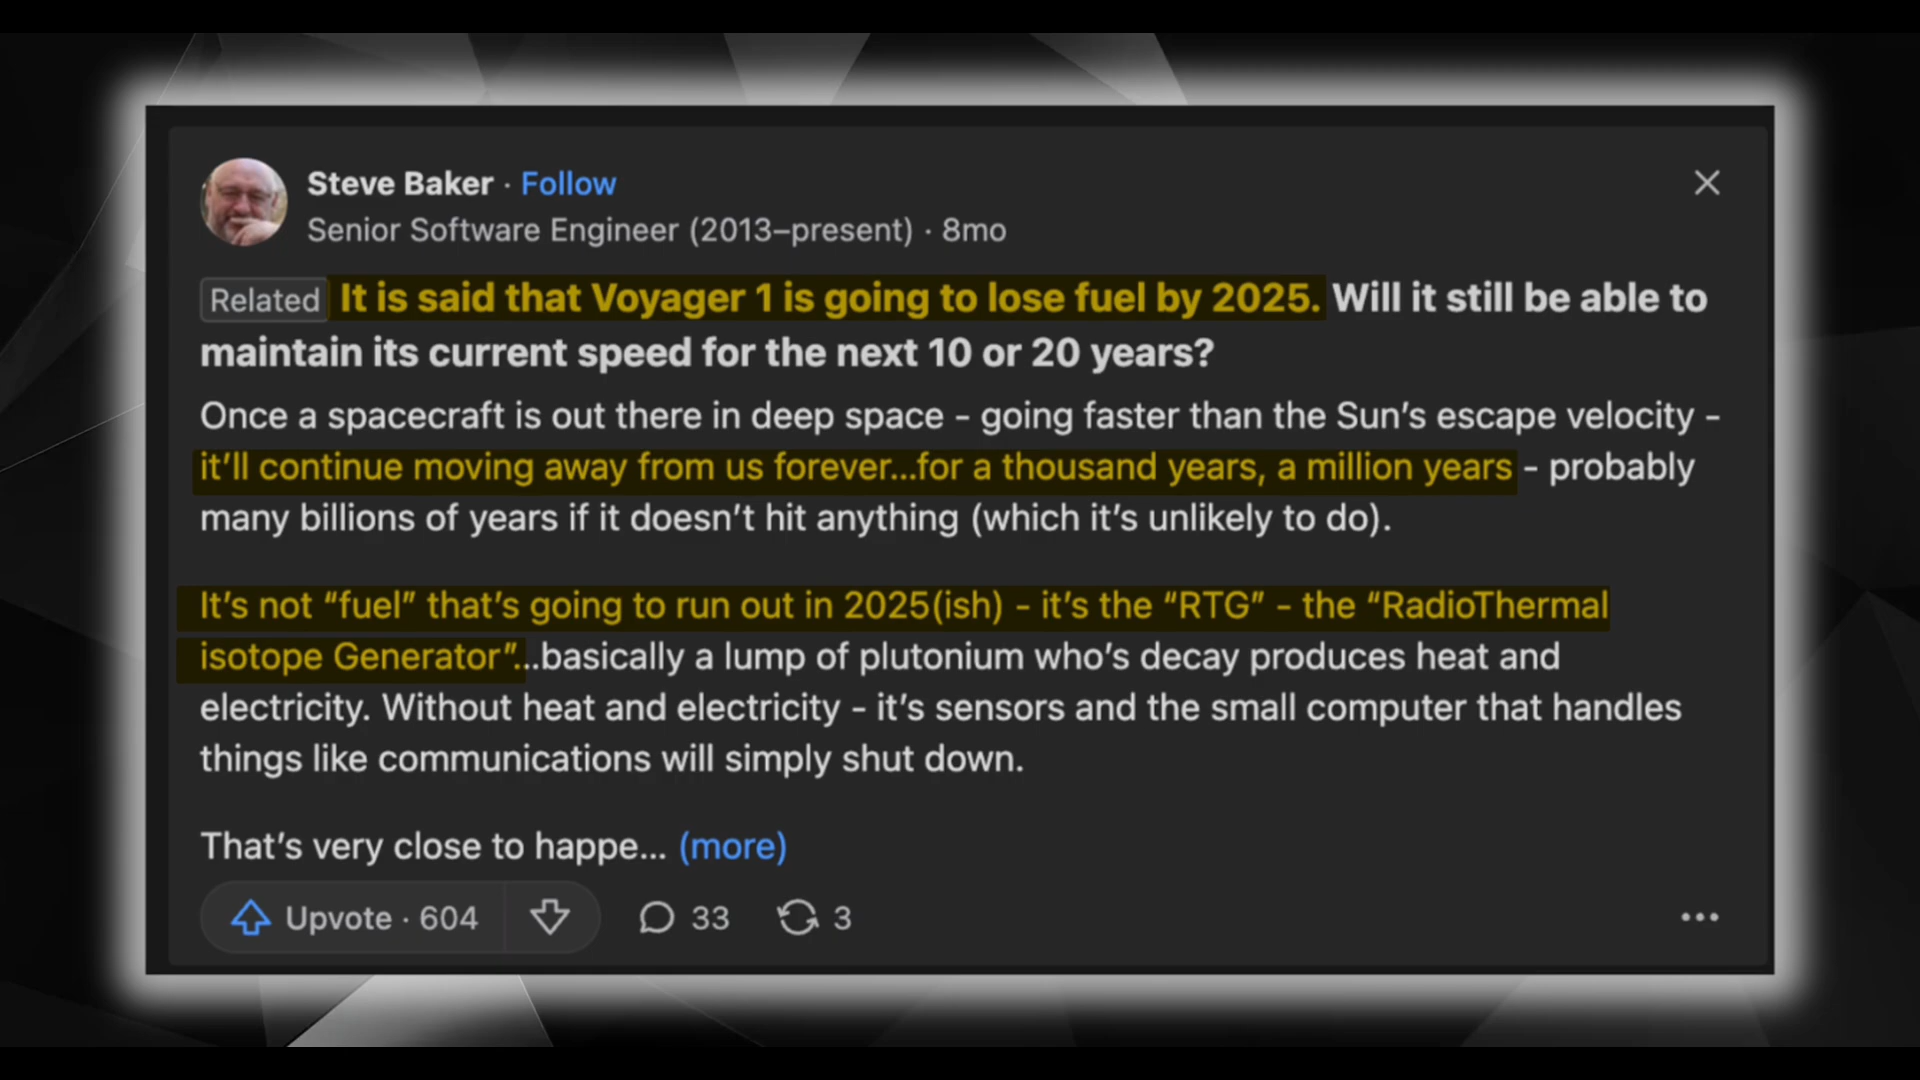 Steve Baker · Follow
Senior Software Engineer (2013–present) · 8mo
Related It is said that Voyager 1 is going to lose fuel by 2025. Will it still be able to
maintain its current speed for the next 10 or 20 years?
Once a spacecraft is out there in deep space - going faster than the Sun’s escape velocity -
it’ll continue moving away from us forever...for a thousand years, a million years - probably
many billions of years if it doesn’t hit anything (which it’s unlikely to do).
It’s not “fuel” that’s going to run out in 2025(ish) - it’s the “RTG” - the “RadioThermal
isotope Generator”...basically a lump of plutonium who’s decay produces heat and
electricity. Without heat and electricity - it’s sensors and the small computer that handles
things like communications will simply shut down.
That’s very close to happe... (more)
Upvote · 604 33 3